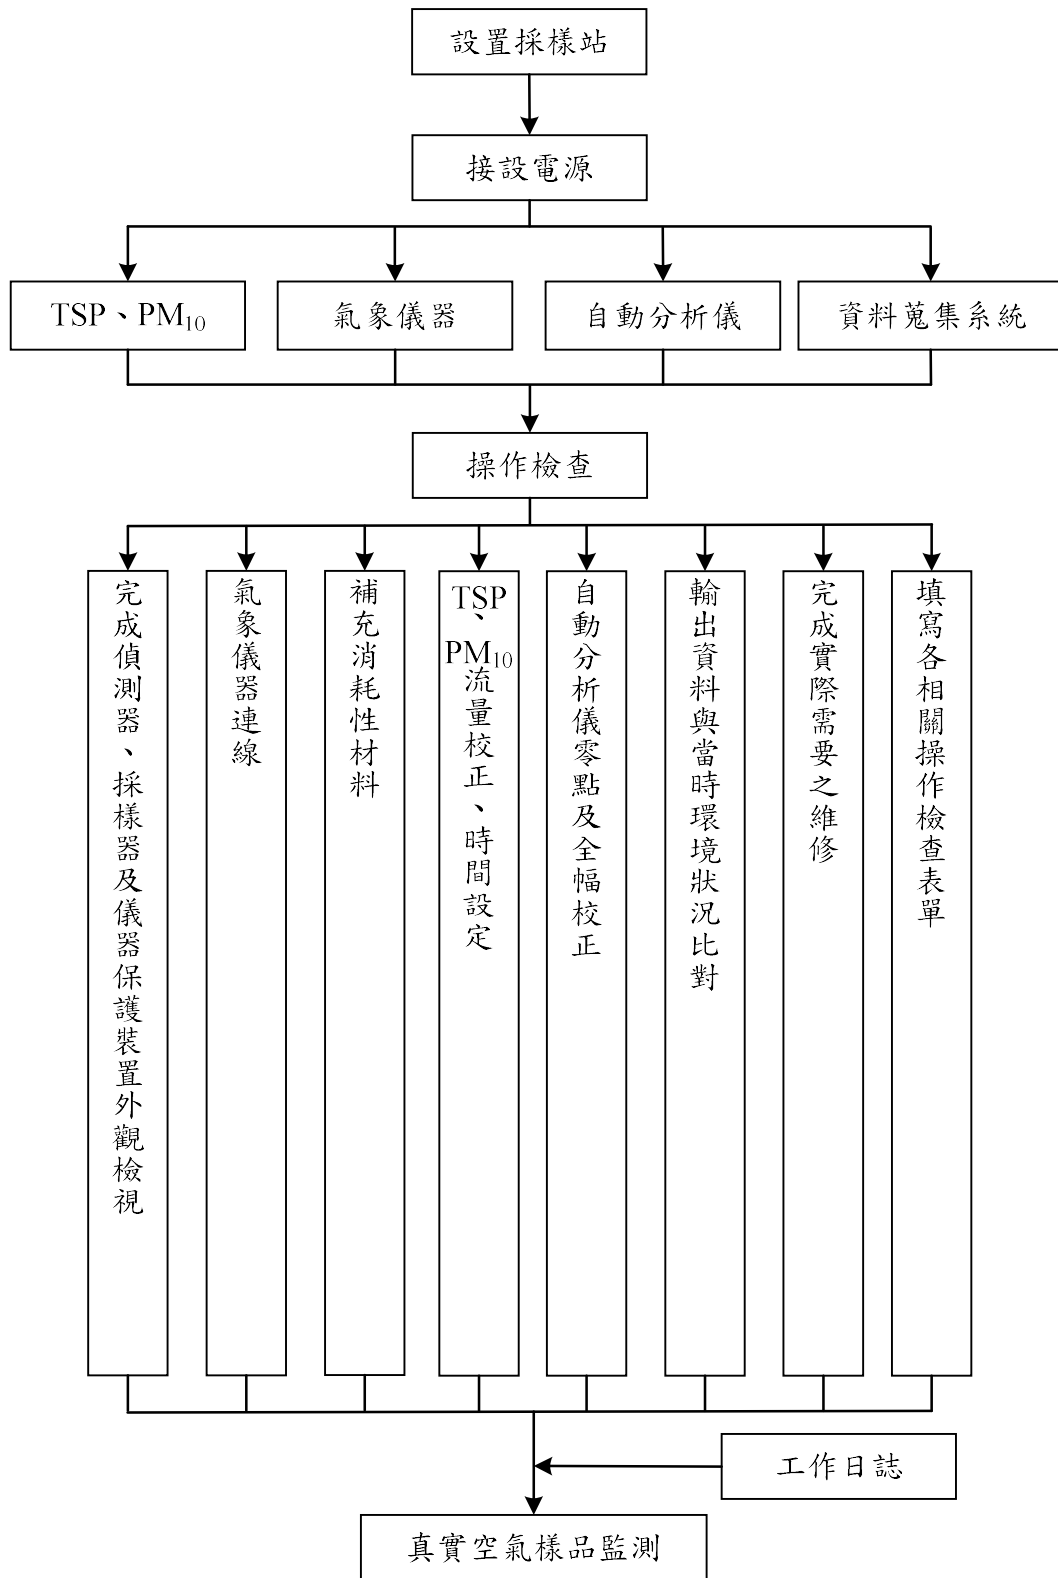 設置採樣站
接設電源
TSP、PM₁₀
氣象儀器
自動分析儀
資料蒐集系統
操作檢查
完成偵測器、採樣器及儀器保護裝置外觀檢視
氣象儀器連線
補充消耗性材料
TSP、PM₁₀流量校正、時間設定
自動分析儀零點及全幅校正
輸出資料與當時環境狀況比對
完成實際需要之維修
填寫各相關操作檢查表單
工作日誌
真實空氣樣品監測